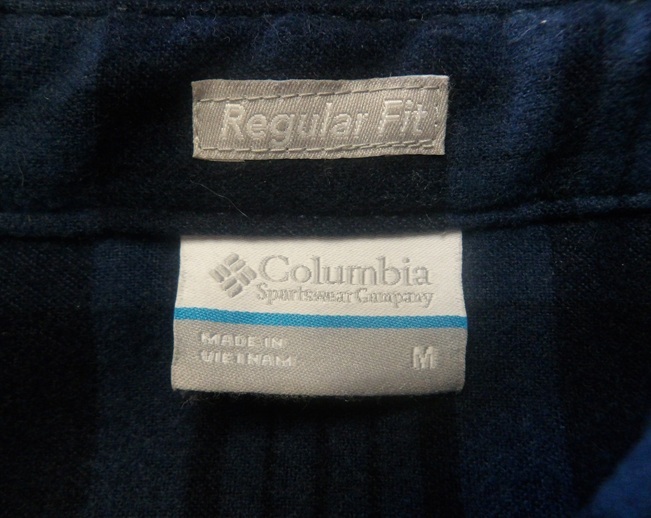 Regular Fit
Columbia
Sportswear Company
MADE IN
VIETNAM
M